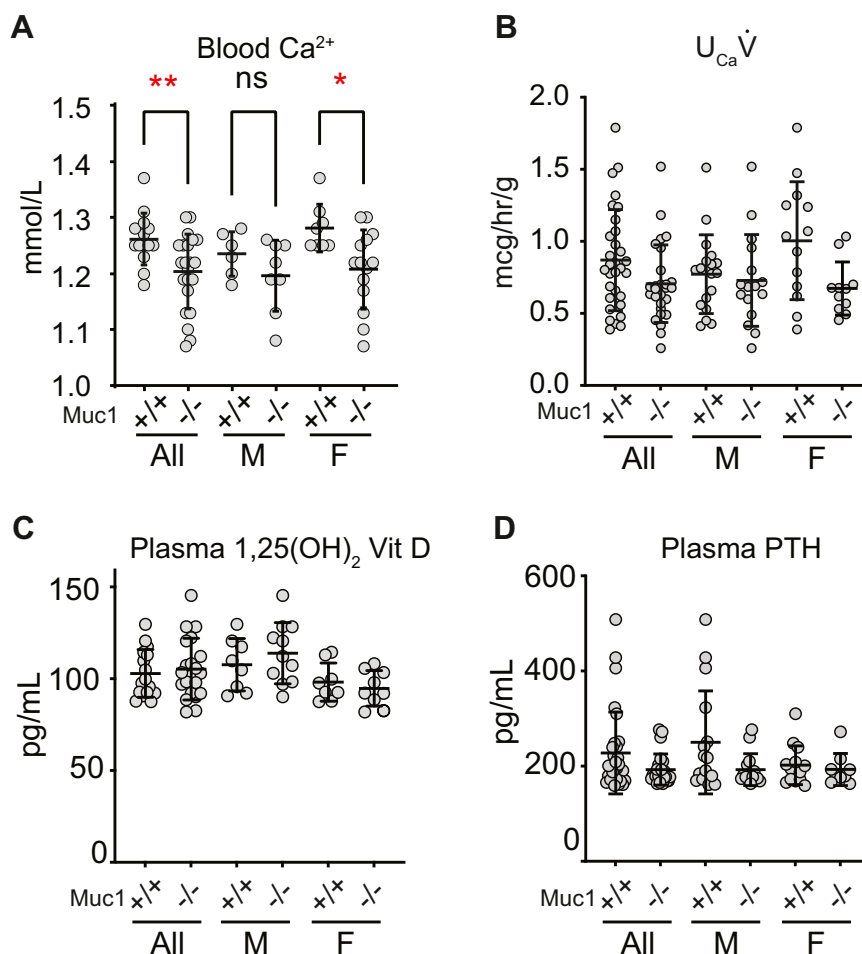 A
Blood Ca²⁺
** ns *
1.5
1.4
1.3
1.2
1.1
1.0
mmol/L
Muc1 +/+ -/- +/+ -/- +/+ -/-
All M F
B
U_Ca V̇
2.0
1.5
1.0
0.5
0.0
mcg/hr/g
Muc1 +/+ -/- +/+ -/- +/+ -/-
All M F
C
Plasma 1,25(OH)₂ Vit D
150
100
50
0
pg/mL
Muc1 +/+ -/- +/+ -/- +/+ -/-
All M F
D
Plasma PTH
600
400
200
0
pg/mL
Muc1 +/+ -/- +/+ -/- +/+ -/-
All M F